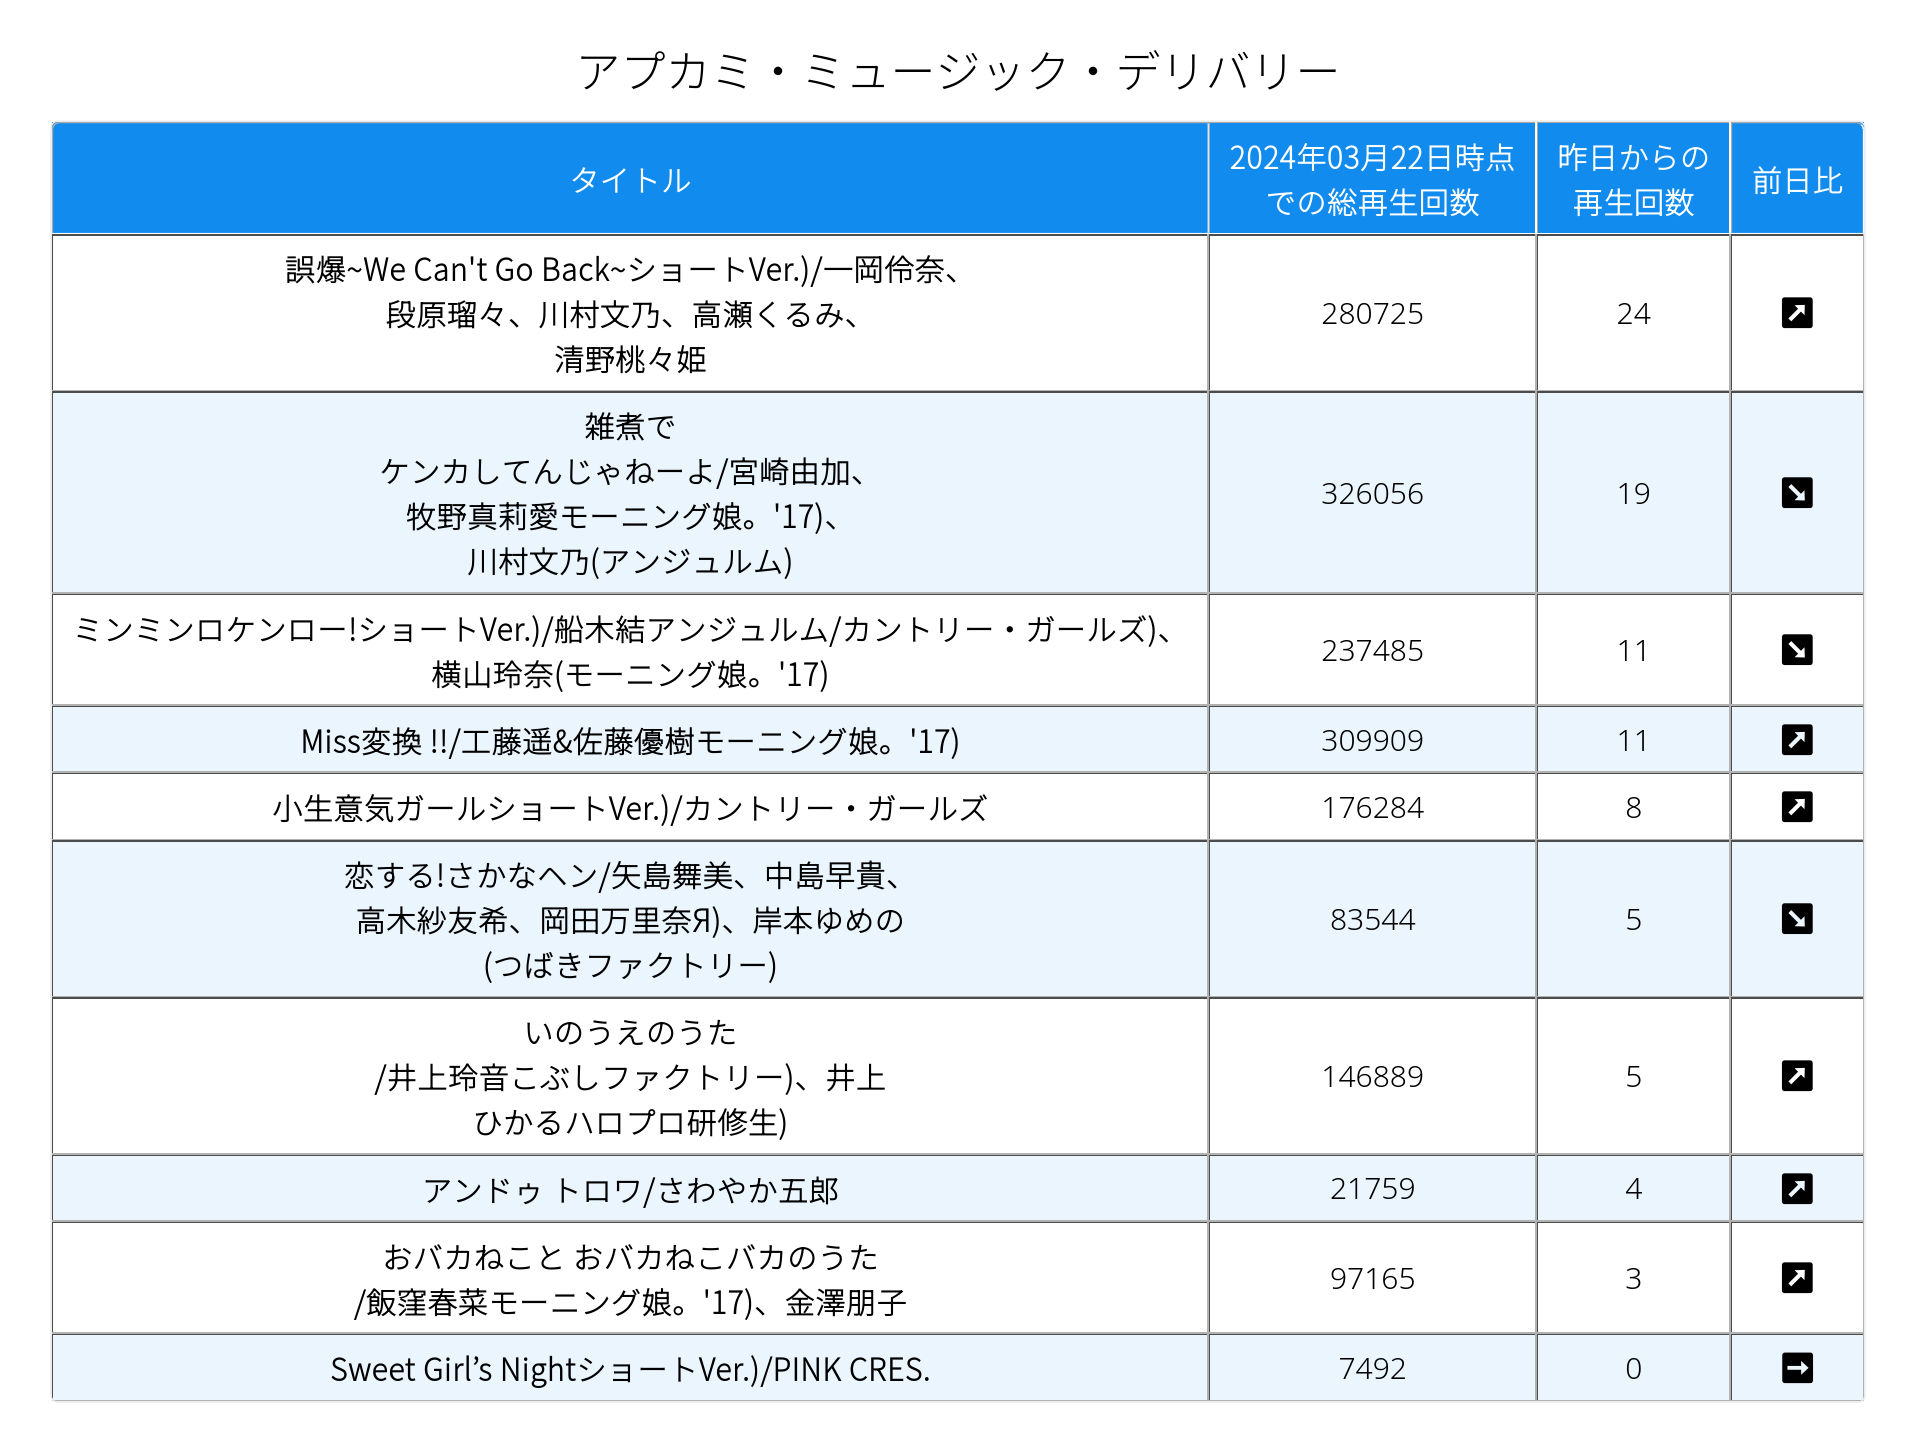 アプカミ・ミュージック・デリバリー
タイトル
2024年03月22日時点
での総再生回数
昨日からの
再生回数
前日比
誤爆~We Can't Go Back~ショートVer.)/一岡伶奈、
段原瑠々、川村文乃、高瀬くるみ、
清野桃々姫
280725
24
雑煮で
ケンカしてんじゃねーよ/宮崎由加、
牧野真莉愛モーニング娘。'17)、
川村文乃(アンジュルム)
326056
19
ミンミンロケンロー!ショートVer.)/船木結アンジュルム/カントリー・ガールズ)、
横山玲奈(モーニング娘。'17)
237485
11
Miss変換 !!/工藤遥&佐藤優樹モーニング娘。'17)
309909
11
小生意気ガールショートVer.)/カントリー・ガールズ
176284
8
恋する!さかなヘン/矢島舞美、中島早貴、
高木紗友希、岡田万里奈Я)、岸本ゆめの
(つばきファクトリー)
83544
5
いのうえのうた
/井上玲音こぶしファクトリー)、井上
ひかるハロプロ研修生)
146889
5
アンドゥ トロワ/さわやか五郎
21759
4
おバカねこと おバカねこバカのうた
/飯窪春菜モーニング娘。'17)、金澤朋子
97165
3
Sweet Girl’s NightショートVer.)/PINK CRES.
7492
0